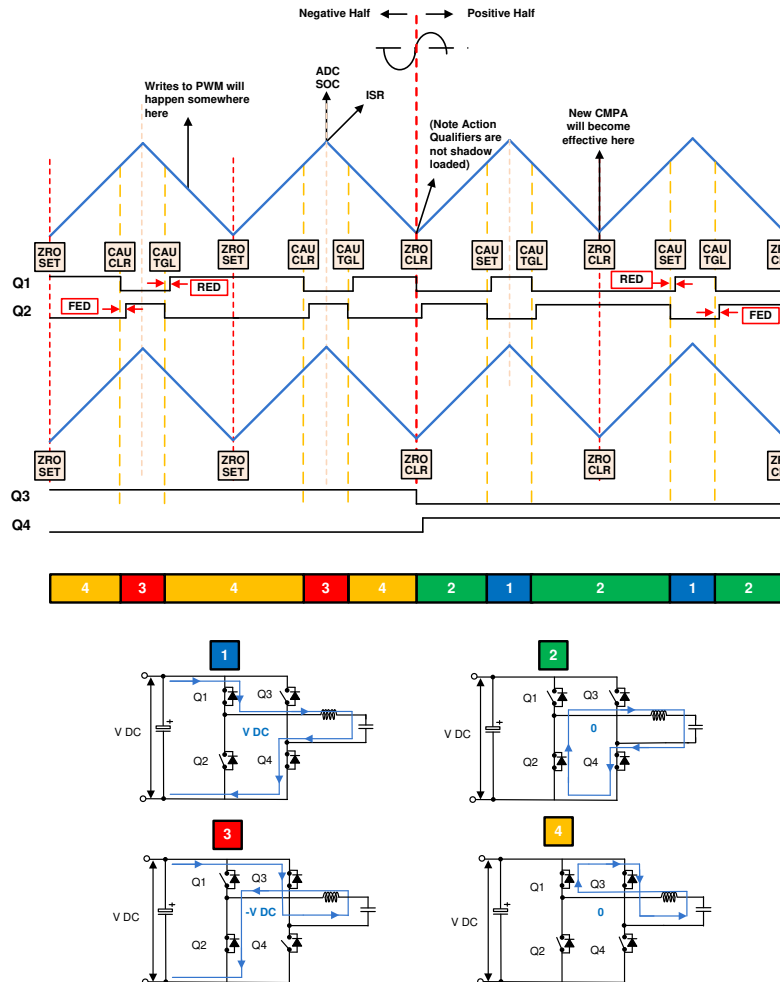 Negative Half
Positive Half
Writes to PWM will
happen somewhere
here
ADC
SOC
ISR
(Note Action
Qualifiers are
not shadow
loaded)
New CMPA
will become
effective here
ZRO
SET
CAU
CLR
CAU
TGL
ZRO
SET
CAU
CLR
CAU
TGL
ZRO
CLR
CAU
SET
CAU
TGL
ZRO
CLR
CAU
SET
CAU
TGL
Q1
RED
RED
Q2
FED
FED
ZRO
SET
ZRO
SET
ZRO
CLR
ZRO
CLR
Q3
Q4
4 3 4 3 4 2 1 2 1 2
1
Q1
Q3
V DC
+
V DC
Q2
Q4
2
Q1
Q3
V DC
+
0
Q2
Q4
3
Q1
Q3
V DC
+
-V DC
Q2
Q4
4
Q1
Q3
V DC
+
0
Q2
Q4